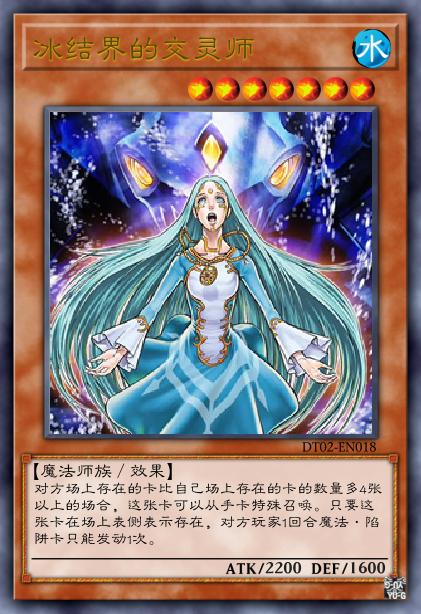 冰结界的交灵师
水
DT02-EN018
【魔法师族/效果】
对方场上存在的卡比自己场上存在的卡的数量多4张
以上的场合，这张卡可以从手卡特殊召唤。只要这
张卡在场上表侧表示存在，对方玩家1回合魔法·陷
阱卡只能发动1次。
ATK/2200 DEF/1600